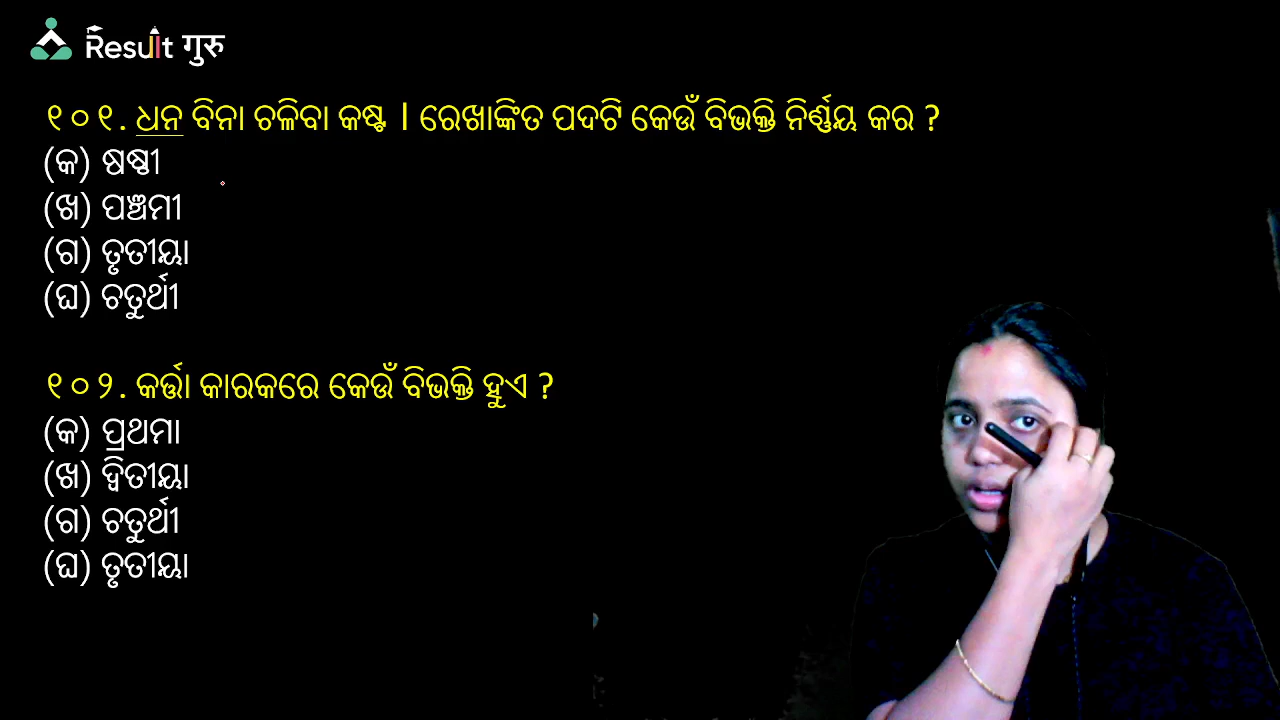 Result गुरु
୧୦୧. ଧନ ବିନା ଚଳିବା କଷ୍ଟ । ରେଖାଙ୍କିତ ପଦଟି କେଉଁ ବିଭକ୍ତି ନିର୍ଣ୍ଣୟ କର ?
(କ) ଷଷ୍ଠୀ
(ଖ) ପଞ୍ଚମୀ
(ଗ) ତୃତୀୟା
(ଘ) ଚତୁର୍ଥୀ
୧୦୨. କର୍ତ୍ତା କାରକରେ କେଉଁ ବିଭକ୍ତି ହୁଏ ?
(କ) ପ୍ରଥମା
(ଖ) ଦ୍ୱିତୀୟା
(ଗ) ଚତୁର୍ଥୀ
(ଘ) ତୃତୀୟା